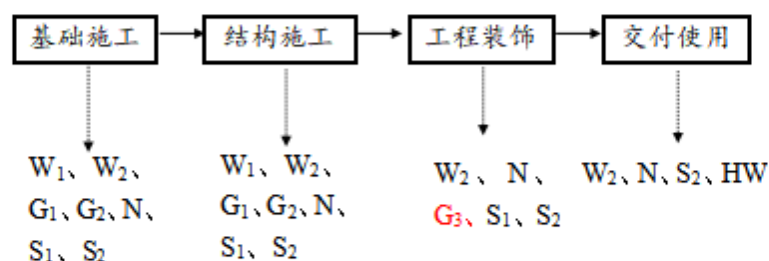 基础施工 结构施工 工程装饰 交付使用
W₁、W₂、
G₁、G₂、N、
S₁、S₂
W₁、W₂、
G₁、G₂、N、
S₁、S₂
W₂、N、
G₃、S₁、S₂
W₂、N、S₂、HW